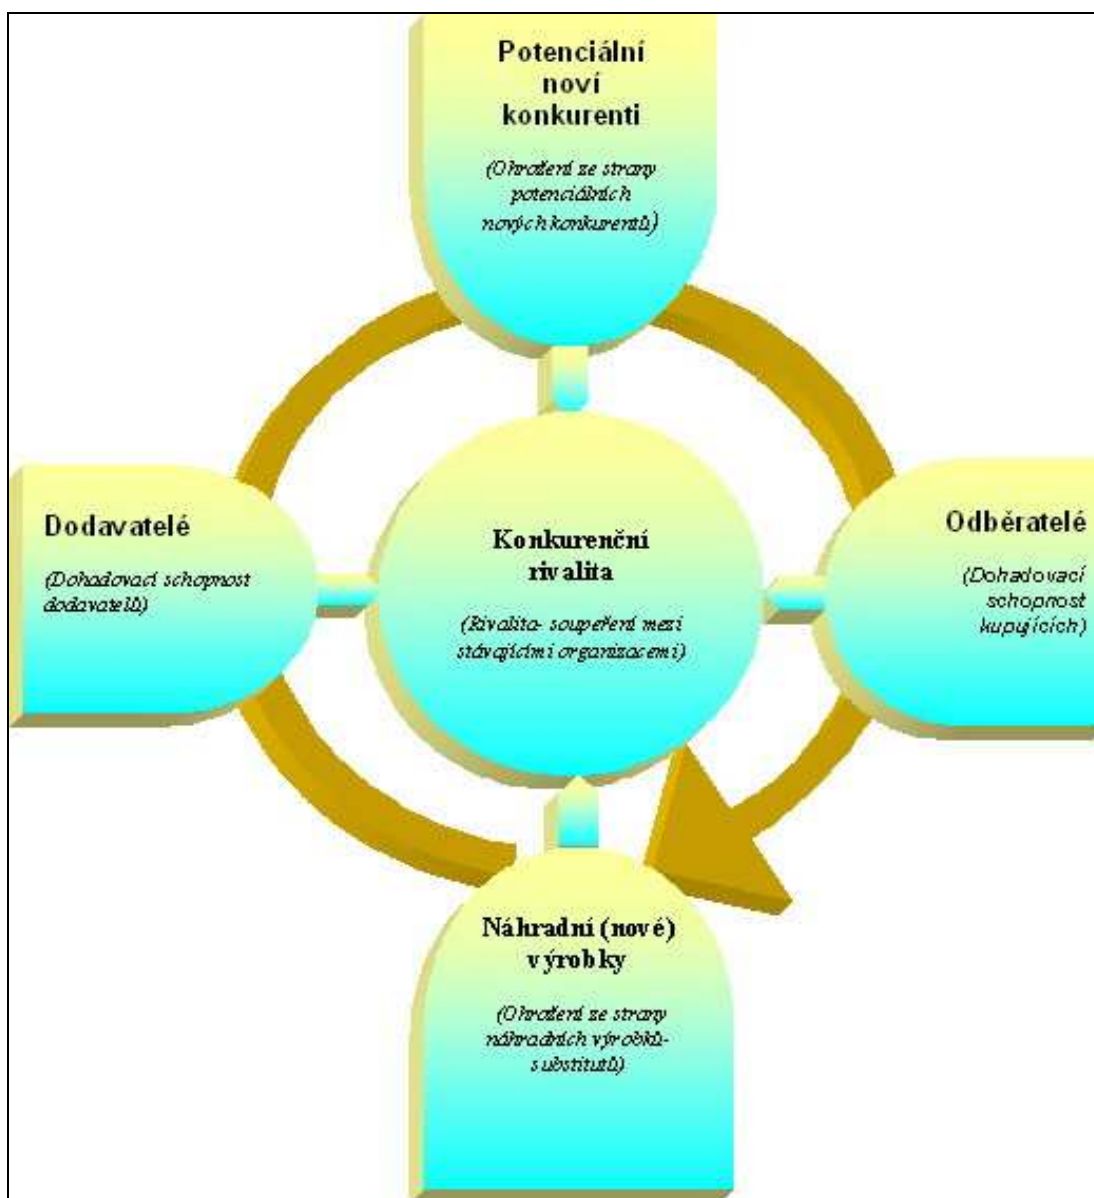 Potenciální
noví
konkurenti
(Ohrožení ze strany
potenciálních
nových konkurentů)
Dodavatelé
(Dohadovací schopnost
dodavatelů)
Konkurenční
rivalita
(Rivalita- soupeření mezi
stávajícími organizacemi)
Odběratelé
(Dohadovací
schopnost
kupujících)
Náhradní (nové)
výrobky
(Ohrožení ze strany
náhradních výrobků-
substitutů)